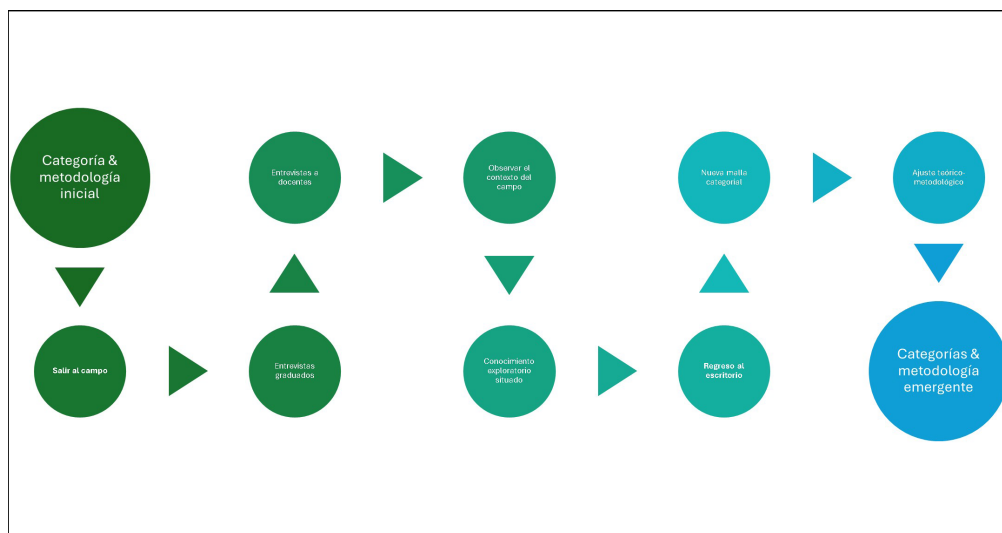 Categoría &
metodología
inicial
Salir al campo
Entrevistas
graduados
Entrevistas a
docentas
Observar el
contexto del
campo
Conocimiento
exploratorio
situado
Regreso al
escritorio
Nueva malla
categorial
Ajuste teórico-
metodológico
Categorías &
metodología
emergente